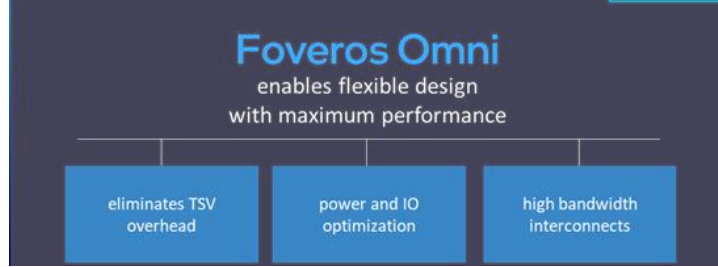 Foveros Omni
enables flexible design
with maximum performance
eliminates TSV
overhead
power and IO
optimization
high bandwidth
interconnects